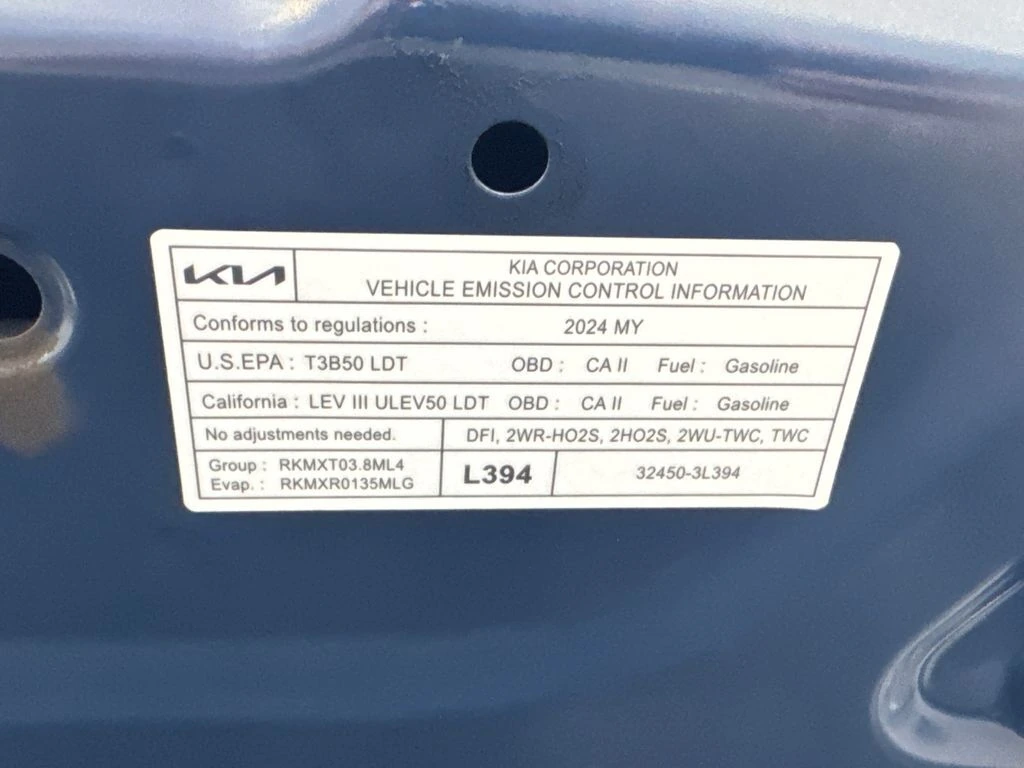 KIA
KIA CORPORATION
VEHICLE EMISSION CONTROL INFORMATION
Conforms to regulations : 2024 MY
U.S.EPA : T3B50 LDT OBD : CA II Fuel : Gasoline
California : LEV III ULEV50 LDT OBD : CA II Fuel : Gasoline
No adjustments needed. DFI, 2WR-HO2S, 2HO2S, 2WU-TWC, TWC
Group : RKMXT03.8ML4
Evap. : RKMXR0135MLG
L394
32450-3L394